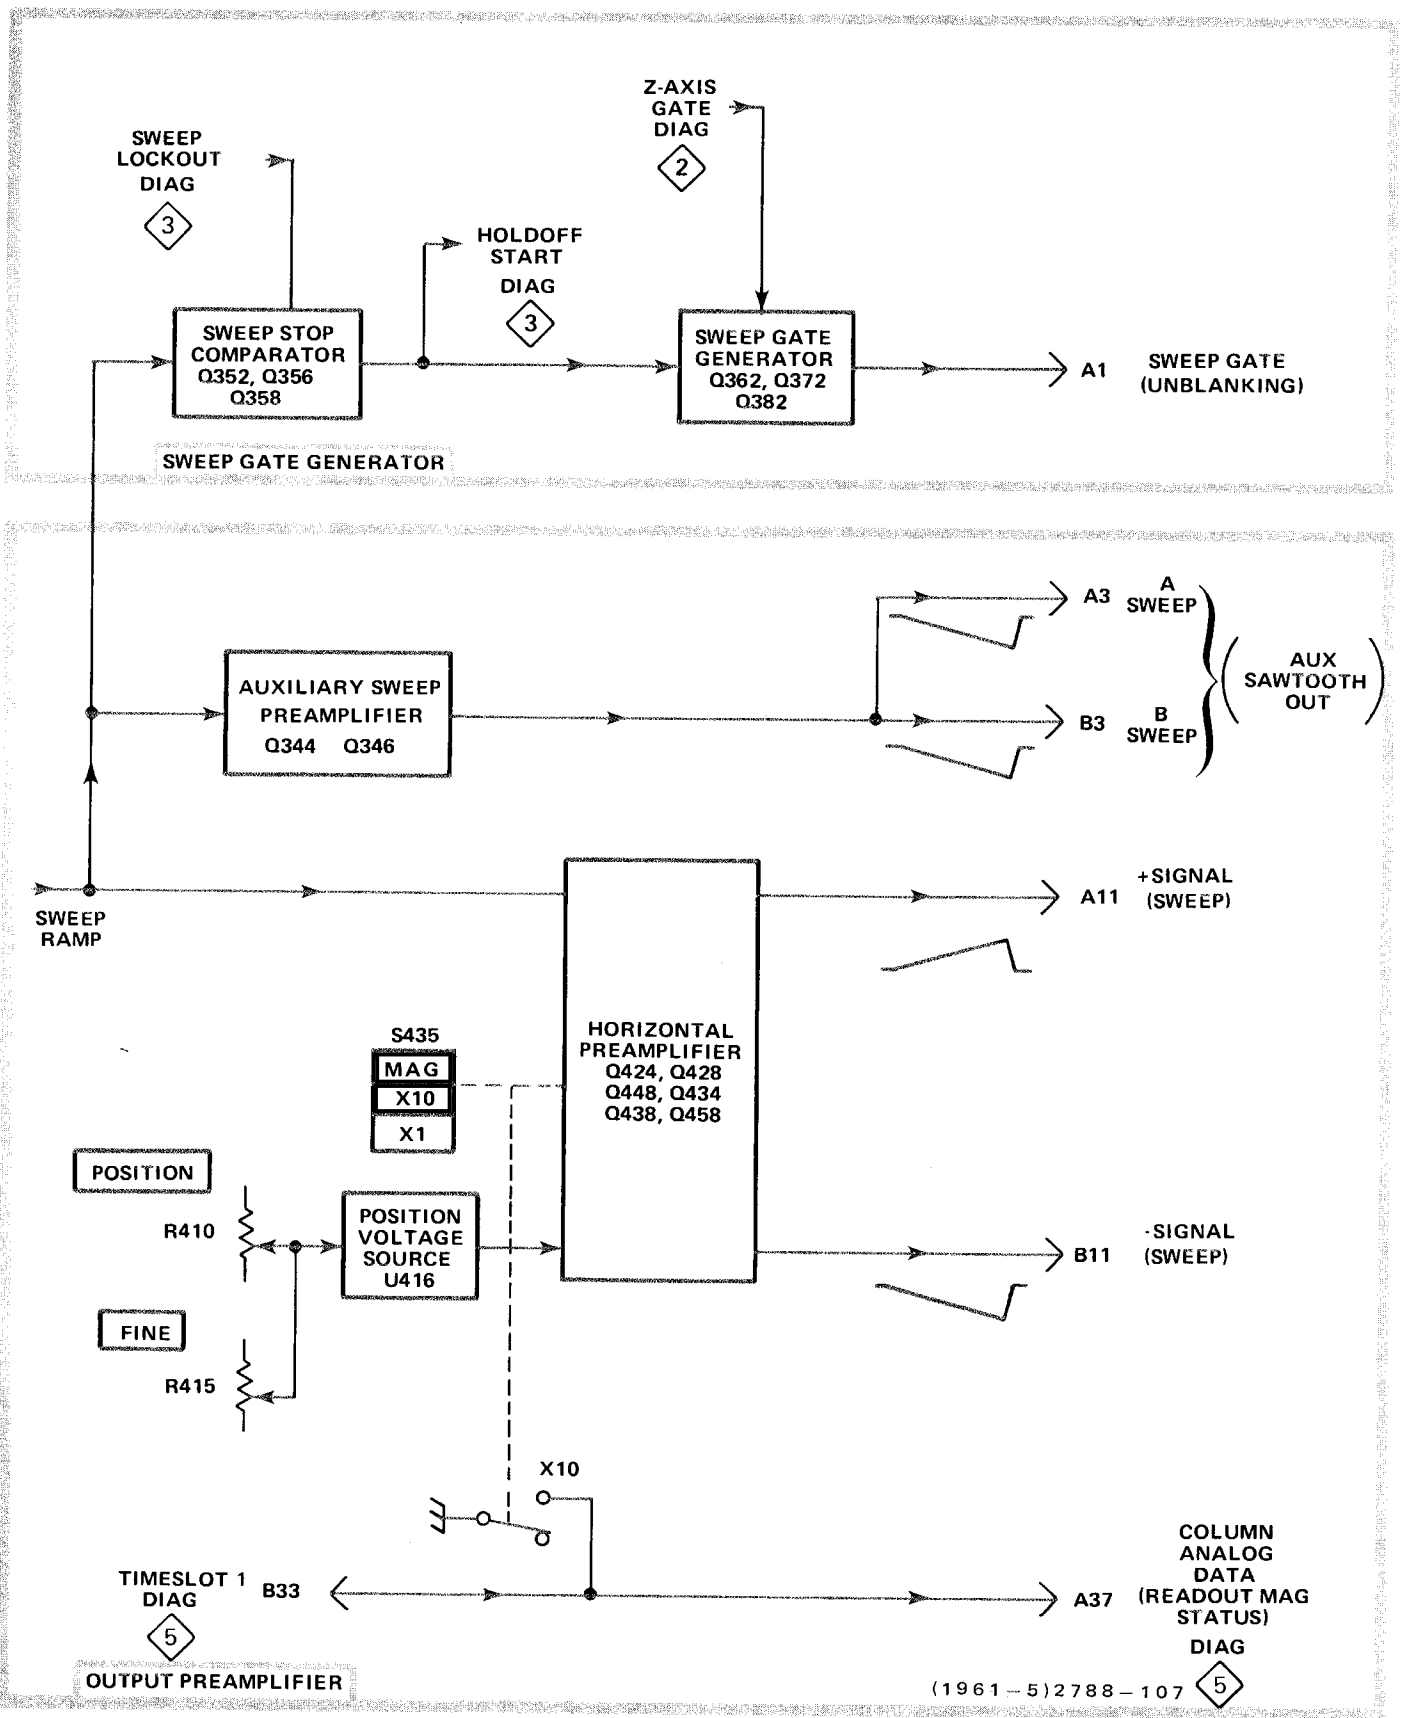 Z-AXIS
GATE
DIAG
2
SWEEP
LOCKOUT
DIAG
3
HOLDOFF
START
DIAG
3
SWEEP STOP
COMPARATOR
Q352, Q356
Q358
SWEEP GATE
GENERATOR
Q362, Q372
Q382
A1
SWEEP GATE
(UNBLANKING)
SWEEP GATE GENERATOR
A3
A
SWEEP
B3
B
SWEEP
AUX
SAWTOOTH
OUT
AUXILIARY SWEEP
PREAMPLIFIER
Q344 Q346
SWEEP
RAMP
A11
+SIGNAL
(SWEEP)
HORIZONTAL
PREAMPLIFIER
Q424, Q428
Q448, Q434
Q438, Q458
S435
MAG
X10
X1
POSITION
R410
POSITION
VOLTAGE
SOURCE
U416
B11
-SIGNAL
(SWEEP)
FINE
R415
X10
TIMESLOT 1
DIAG
5
B33
A37
COLUMN
ANALOG
DATA
(READOUT MAG
STATUS)
DIAG
5
OUTPUT PREAMPLIFIER
(1961-5)2788-107